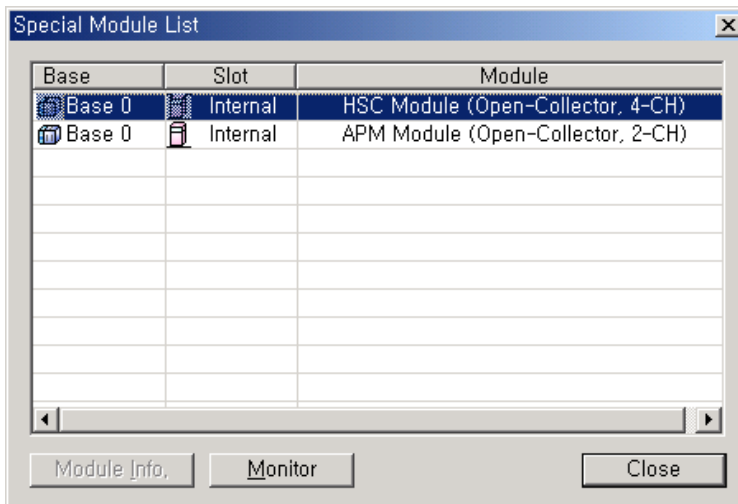 Special Module List
Base Slot Module
Base 0 Internal HSC Module (Open-Collector, 4-CH)
Base 0 Internal APM Module (Open-Collector, 2-CH)
Module Info, Monitor Close